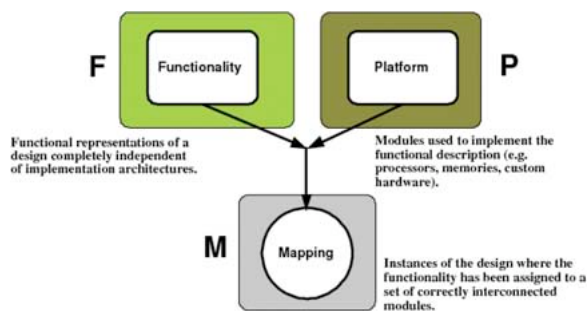 F
Functionality
Platform
P
Functional representations of a
design completely independent
of implementation architectures.
Modules used to implement the
functional description (e.g.
processors, memories, custom
hardware).
M
Mapping
Instances of the design where the
functionality has been assigned to a
set of correctly interconnected
modules.